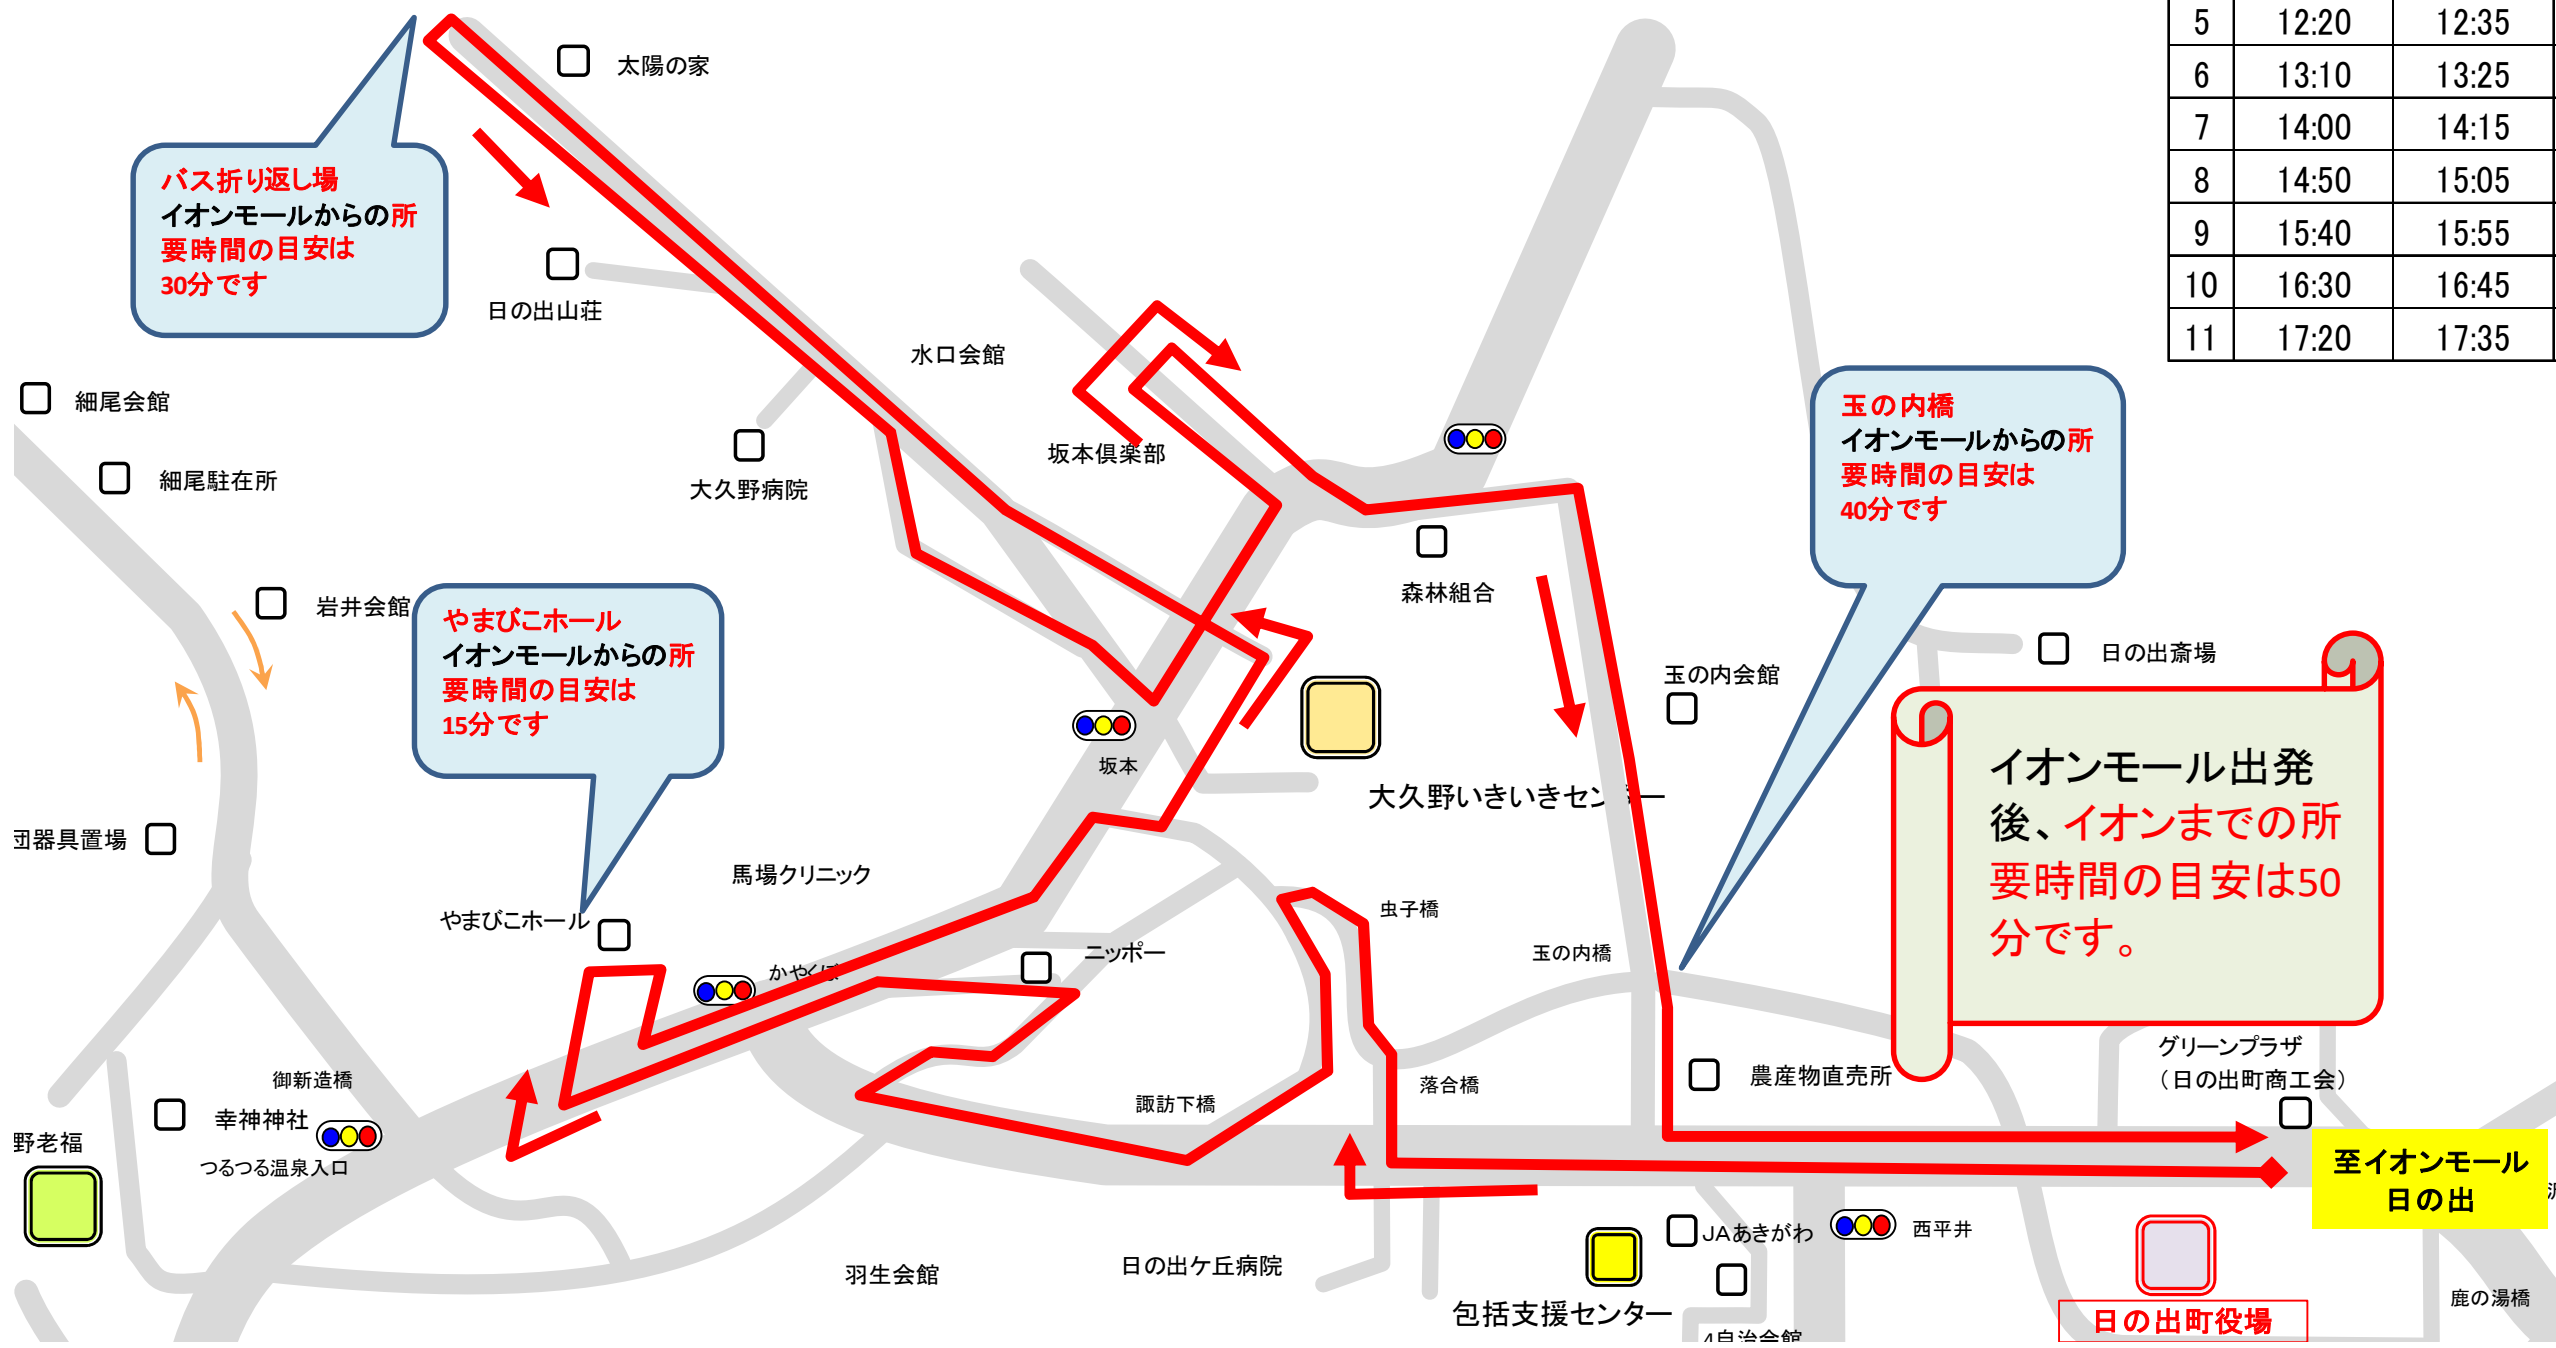 5 12:20 12:35
6 13:10 13:25
7 14:00 14:15
8 14:50 15:05
9 15:40 15:55
10 16:30 16:45
11 17:20 17:35
太陽の家
バス折り返し場
イオンモールからの所
要時間の目安は
30分です
日の出山荘
水口会館
細尾会館
細尾駐在所
大久野病院
坂本倶楽部
玉の内橋
イオンモールからの所
要時間の目安は
40分です
森林組合
岩井会館
やまびこホール
イオンモールからの所
要時間の目安は
15分です
玉の内会館
日の出斎場
坂本
大久野いきいきセンター
イオンモール出発
後、イオンまでの所
要時間の目安は50
分です。
団器具置場
馬場クリニック
やまびこホール
かやくぼ
ニッポー
虫子橋
玉の内橋
グリーンプラザ
（日の出町商工会）
農産物直売所
御新造橋
幸神神社
落合橋
諏訪下橋
野老福
つるつる温泉入口
至イオンモール
日の出
JAあきがわ
西平井
羽生会館
日の出ケ丘病院
包括支援センター
鹿の湯橋
日の出町役場
4自治会館